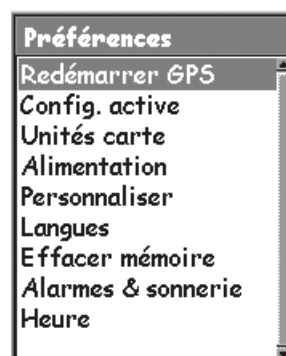 Préférences
Redémarrer GPS
Config. active
Unités carte
Alimentation
Personnaliser
Langues
Effacer mémoire
Alarmes & sonnerie
Heure